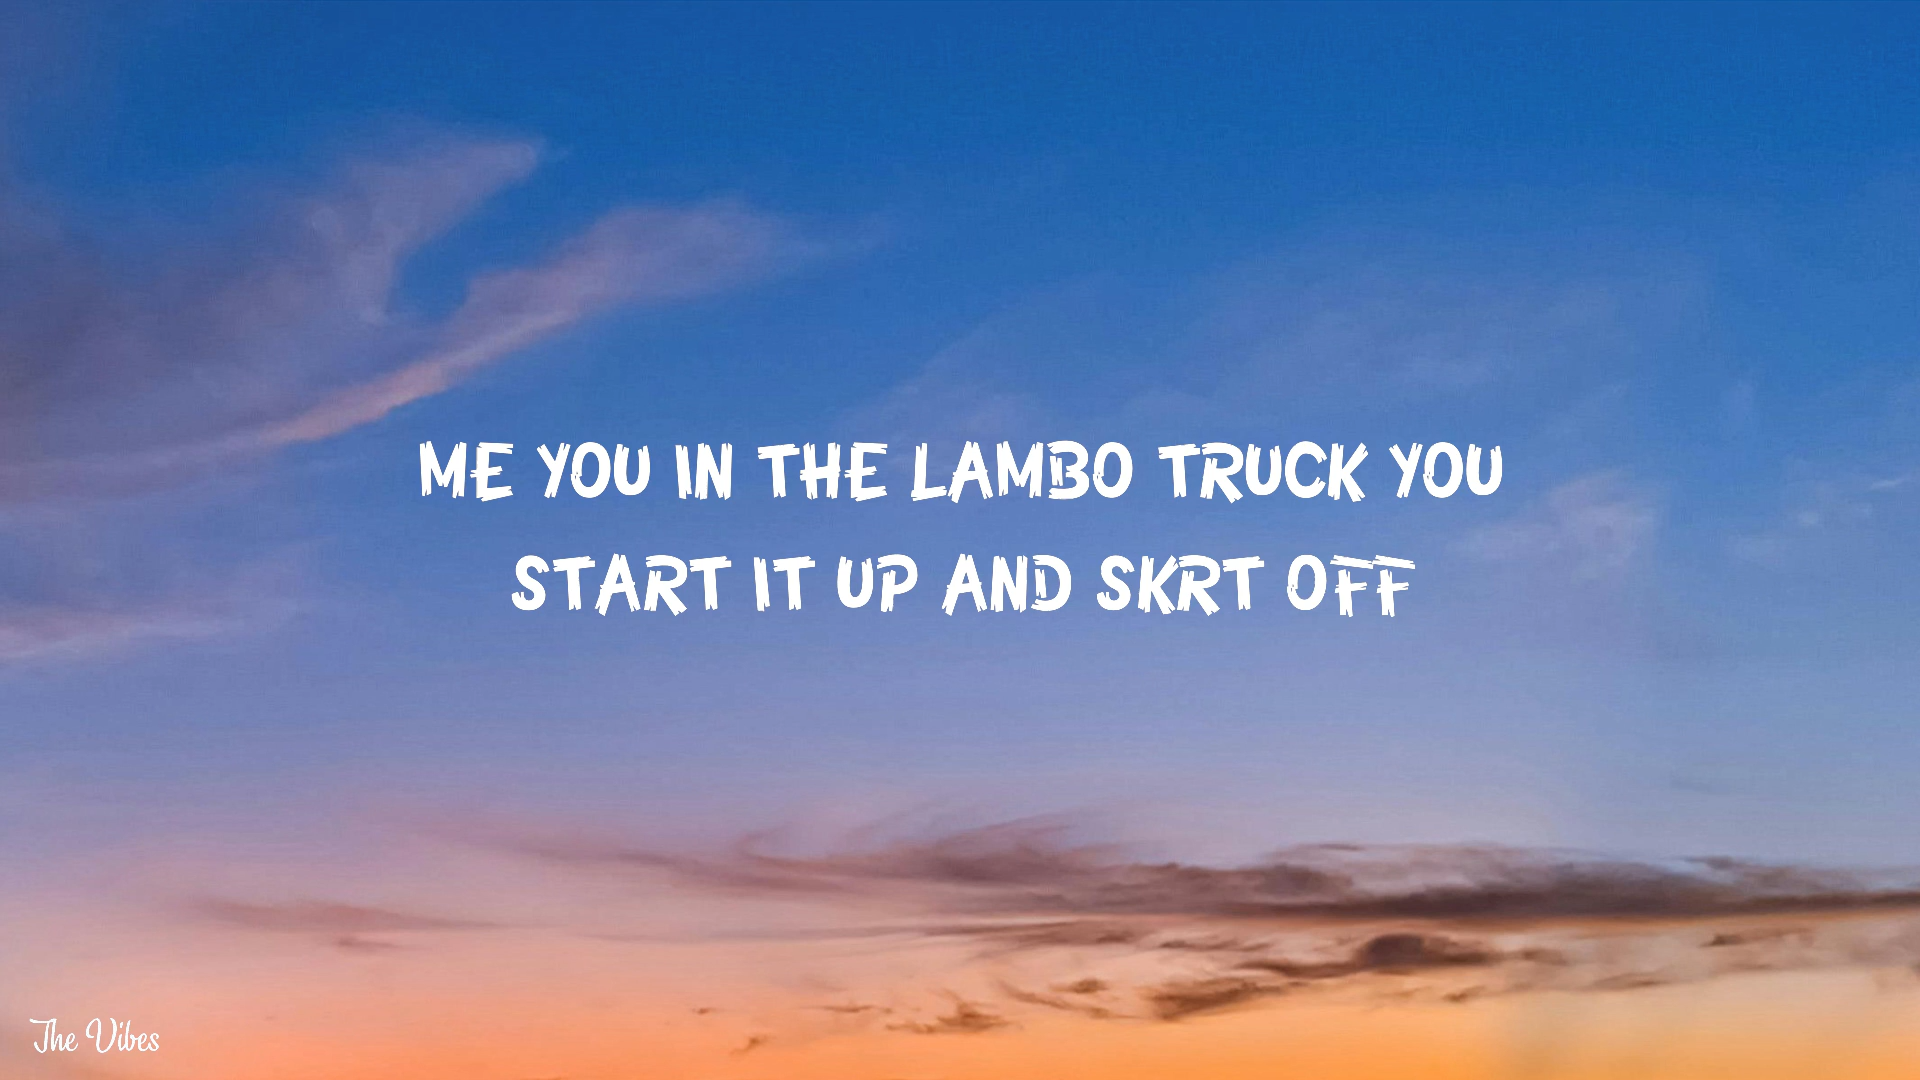 ME YOU IN THE LAMBO TRUCK YOU
START IT UP AND SKRT OFF
The Vibes